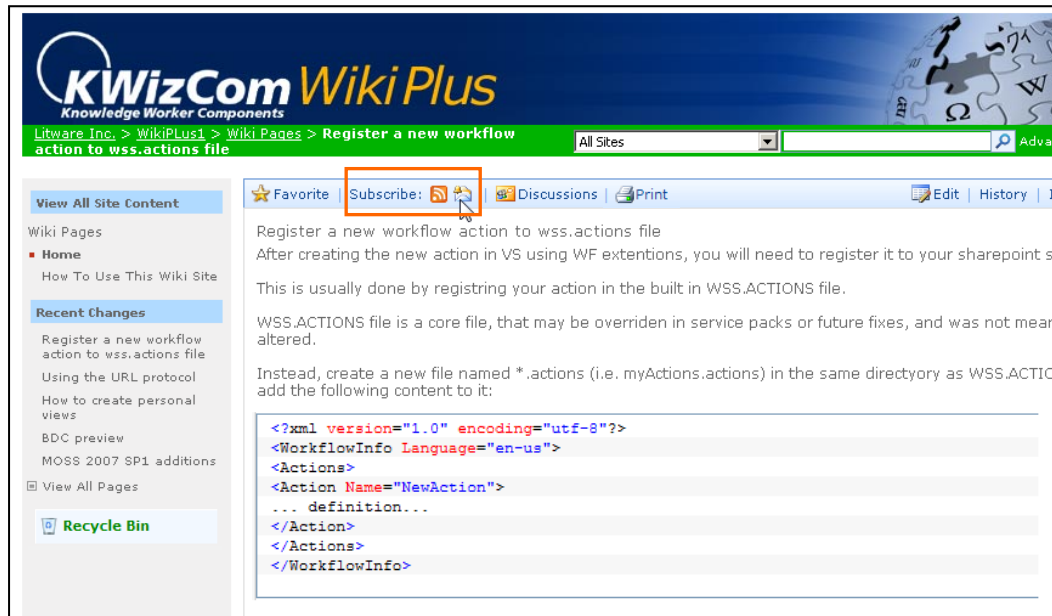 KWizCom Wiki Plus
Knowledge Worker Components
Litware Inc. > WikiPLus1 > Wiki Pages > Register a new workflow
action to wss.actions file
All Sites
Adva
View All Site Content
Wiki Pages
Home
How To Use This Wiki Site
Recent Changes
Register a new workflow
action to wss.actions file
Using the URL protocol
How to create personal
views
BDC preview
MOSS 2007 SP1 additions
View All Pages
Recycle Bin
Favorite | Subscribe: | Discussions | Print
Edit | History |
Register a new workflow action to wss.actions file
After creating the new action in VS using WF extentions, you will need to register it to your sharepoint s
This is usually done by registring your action in the built in WSS.ACTIONS file.
WSS.ACTIONS file is a core file, that may be overriden in service packs or future fixes, and was not mear
altered.
Instead, create a new file named *.actions (i.e. myActions.actions) in the same directyory as WSS.ACTIO
add the following content to it:
<?xml version="1.0" encoding="utf-8"?>
<WorkflowInfo Language="en-us">
<Actions>
<Action Name="NewAction">
... definition...
</Action>
</Actions>
</WorkflowInfo>